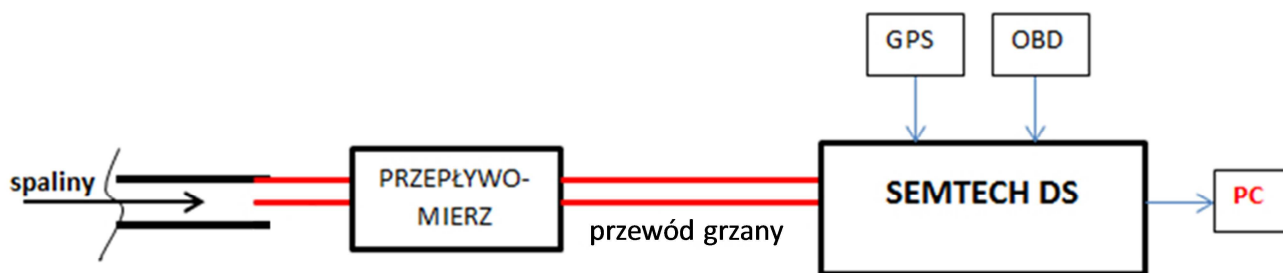 GPS
OBD
spaliny
PRZEPŁYWO-
MIERZ
przewód grzany
SEMTECH DS
PC